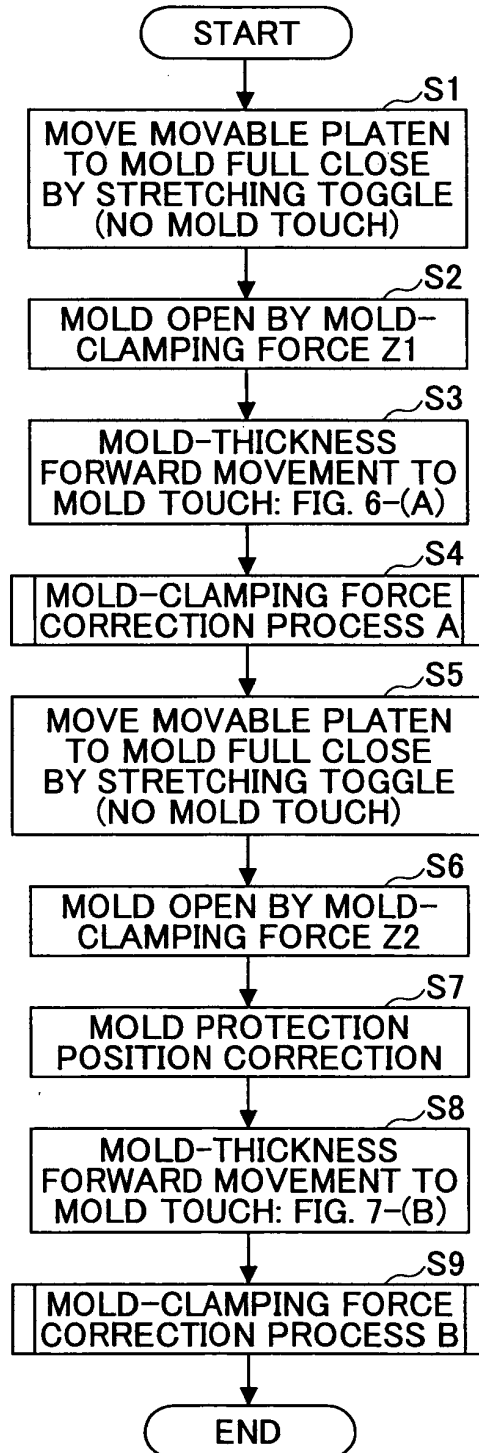 START
S1
MOVE MOVABLE PLATEN
TO MOLD FULL CLOSE
BY STRETCHING TOGGLE
(NO MOLD TOUCH)
S2
MOLD OPEN BY MOLD-
CLAMPING FORCE Z1
S3
MOLD-THICKNESS
FORWARD MOVEMENT TO
MOLD TOUCH: FIG. 6-(A)
S4
MOLD-CLAMPING FORCE
CORRECTION PROCESS A
S5
MOVE MOVABLE PLATEN
TO MOLD FULL CLOSE
BY STRETCHING TOGGLE
(NO MOLD TOUCH)
S6
MOLD OPEN BY MOLD-
CLAMPING FORCE Z2
S7
MOLD PROTECTION
POSITION CORRECTION
S8
MOLD-THICKNESS
FORWARD MOVEMENT TO
MOLD TOUCH: FIG. 7-(B)
S9
MOLD-CLAMPING FORCE
CORRECTION PROCESS B
END